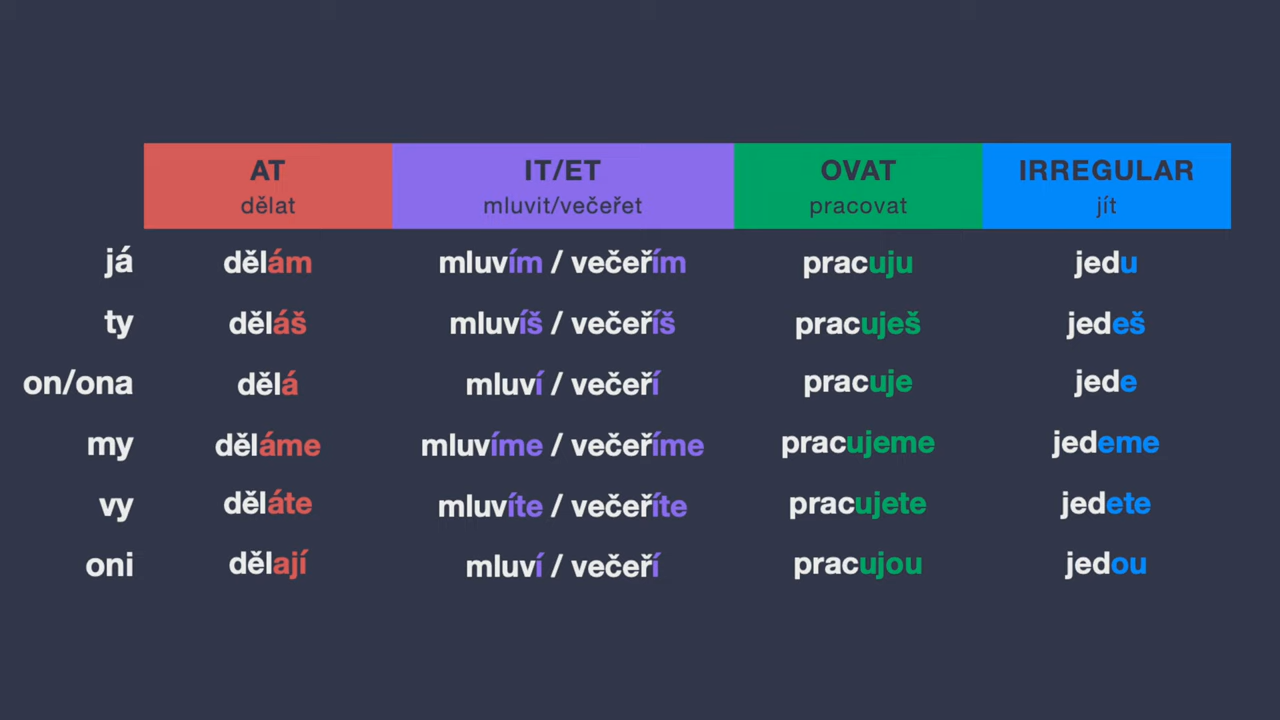 AT IT/ET OVAT IRREGULAR
dělat mluvit/večeřet pracovat jít
já dělám mluvím / večeřím pracuju jedu
ty děláš mluvíš / večeříš pracuješ jedeš
on/ona dělá mluví / večeří pracuje jede
my děláme mluvíme / večeříme pracujeme jedeme
vy děláte mluvíte / večeříte pracujete jedete
oni dělají mluví / večeří pracujou jedou